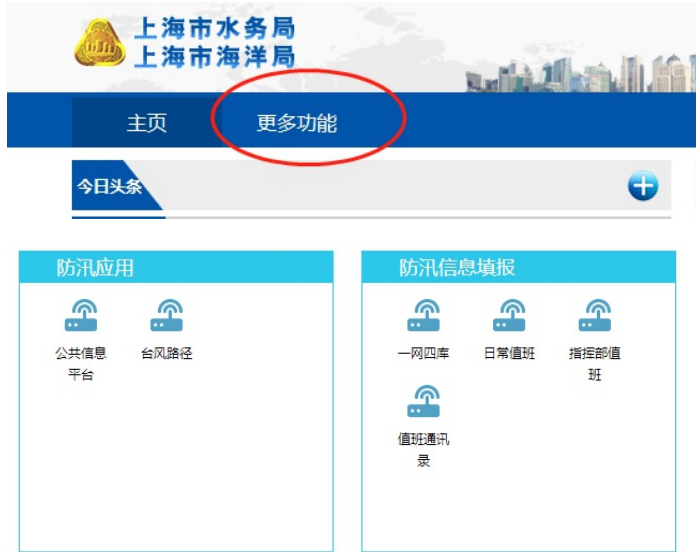 上海市水务局
上海市海洋局
主页 更多功能
今日头条
防汛应用
公共信息
平台
台风路径
防汛信息填报
一网四库
日常值班
指挥部值
班
值班通讯
录